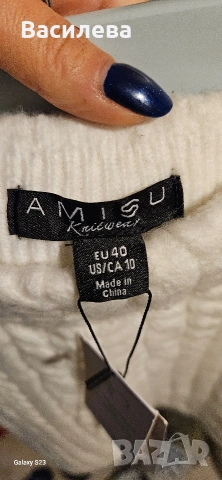 Василева
AMISU
Knitwear
EU 40
US/CA 10
Made in
China
Galaxy S23
BAZAR